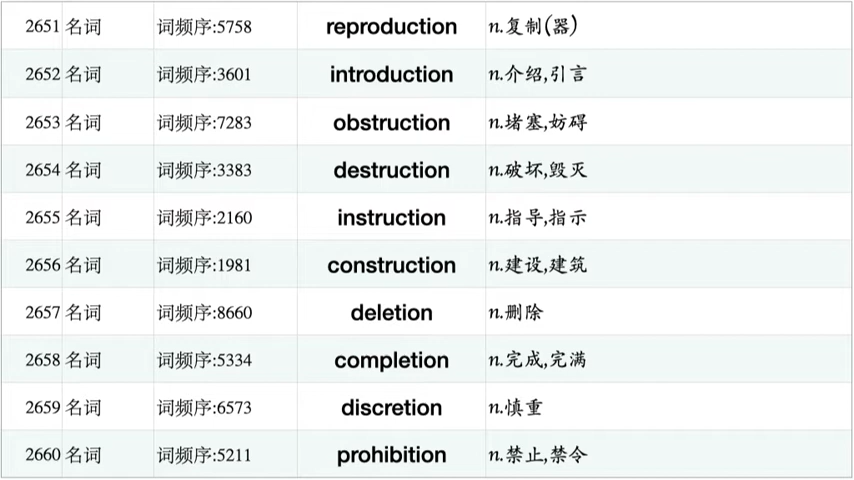 2651 名词 词频序:5758 reproduction n.复制(器)
2652 名词 词频序:3601 introduction n.介绍,引言
2653 名词 词频序:7283 obstruction n.堵塞,妨碍
2654 名词 词频序:3383 destruction n.破坏,毁灭
2655 名词 词频序:2160 instruction n.指导,指示
2656 名词 词频序:1981 construction n.建设,建筑
2657 名词 词频序:8660 deletion n.删除
2658 名词 词频序:5334 completion n.完成,完满
2659 名词 词频序:6573 discretion n.慎重
2660 名词 词频序:5211 prohibition n.禁止,禁令